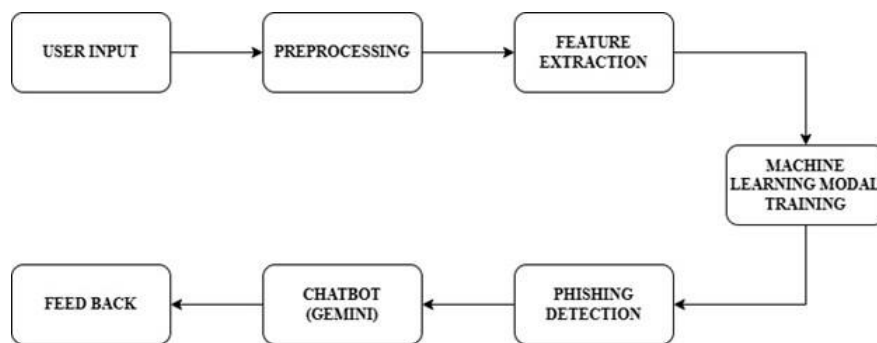 USER INPUT
PREPROCESSING
FEATURE
EXTRACTION
MACHINE
LEARNING MODAL
TRAINING
PHISHING
DETECTION
CHATBOT
(GEMINI)
FEED BACK